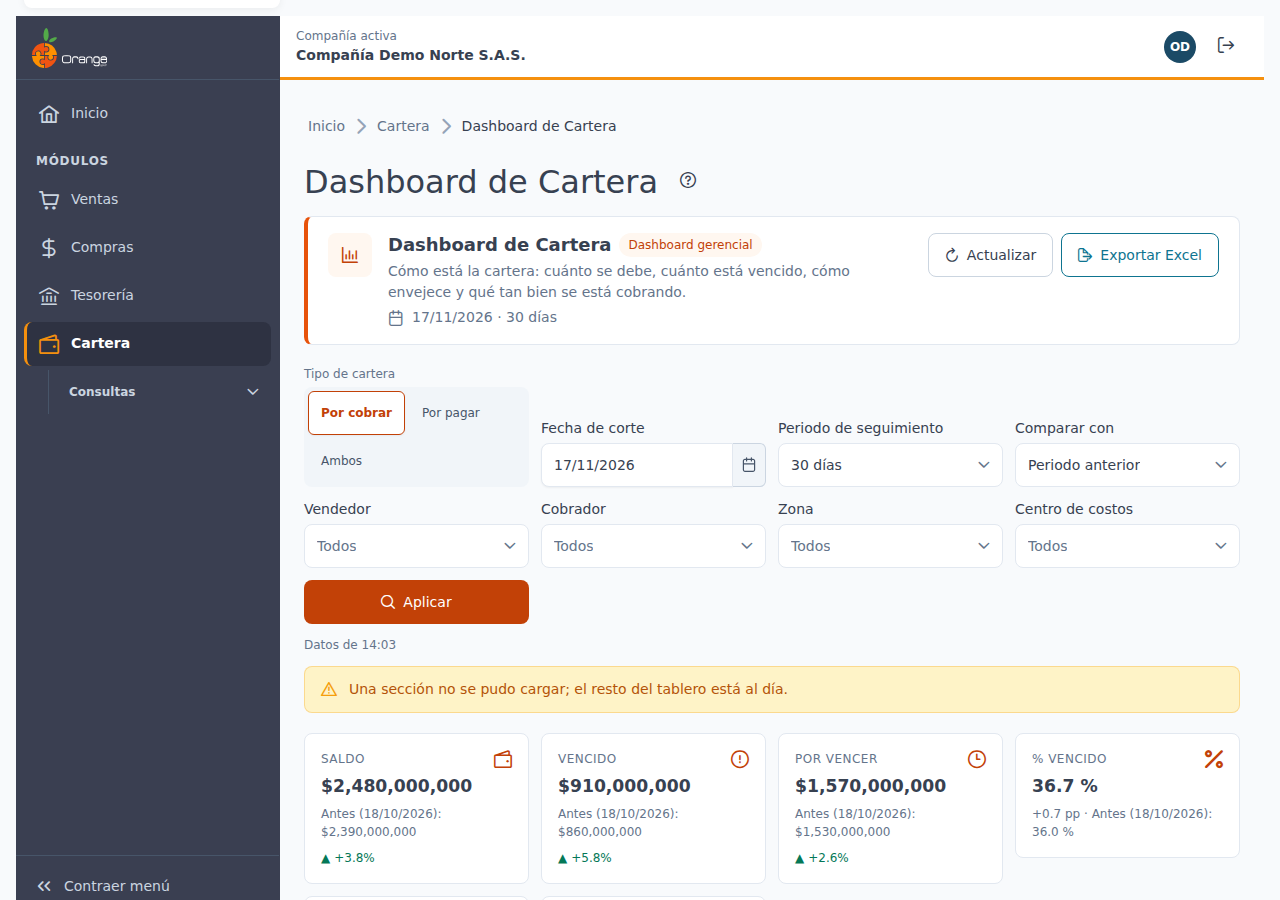 Orange
Compañía activa
Compañía Demo Norte S.A.S.
OD
Inicio
MÓDULOS
Ventas
Compras
Tesorería
Cartera
Consultas
Contraer menú
Inicio
Cartera
Dashboard de Cartera
Dashboard de Cartera
Dashboard de Cartera
Dashboard gerencial
Cómo está la cartera: cuánto se debe, cuánto está vencido, cómo
envejece y qué tan bien se está cobrando.
17/11/2026 · 30 días
Actualizar
Exportar Excel
Tipo de cartera
Por cobrar
Por pagar
Ambos
Fecha de corte
17/11/2026
Periodo de seguimiento
30 días
Comparar con
Periodo anterior
Vendedor
Todos
Cobrador
Todos
Zona
Todos
Centro de costos
Todos
Aplicar
Datos de 14:03
Una sección no se pudo cargar; el resto del tablero está al día.
SALDO
$2,480,000,000
Antes (18/10/2026):
$2,390,000,000
▲ +3.8%
VENCIDO
$910,000,000
Antes (18/10/2026):
$860,000,000
▲ +5.8%
POR VENCER
$1,570,000,000
Antes (18/10/2026):
$1,530,000,000
▲ +2.6%
% VENCIDO
36.7 %
+0.7 pp · Antes (18/10/2026):
36.0 %